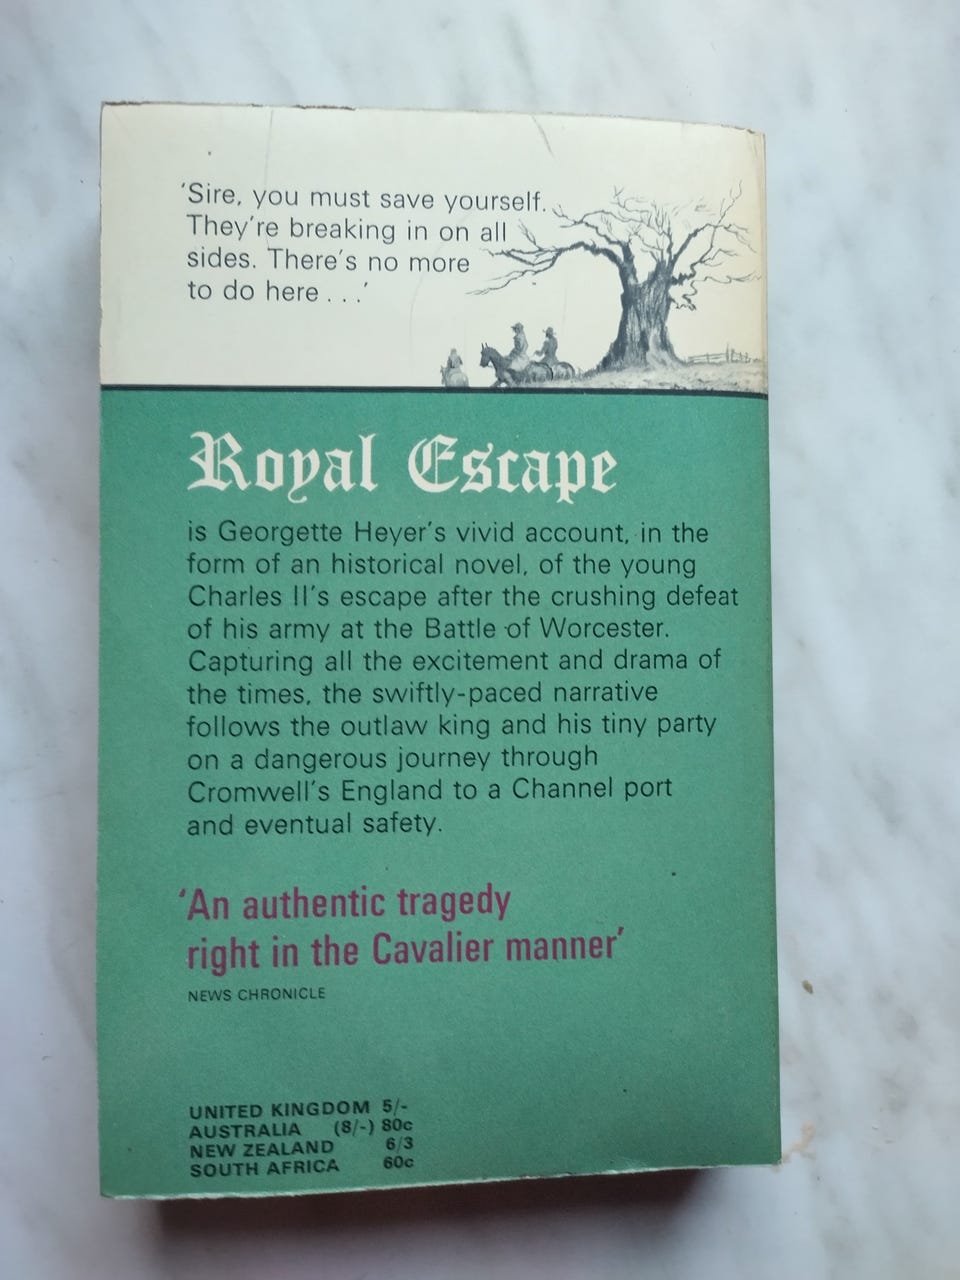 'Sire, you must save yourself.
They're breaking in on all
sides. There's no more
to do here . . .'
Royal Escape
is Georgette Heyer's vivid account, in the
form of an historical novel, of the young
Charles II's escape after the crushing defeat
of his army at the Battle of Worcester.
Capturing all the excitement and drama of
the times, the swiftly-paced narrative
follows the outlaw king and his tiny party
on a dangerous journey through
Cromwell's England to a Channel port
and eventual safety.
'An authentic tragedy
right in the Cavalier manner'
NEWS CHRONICLE
UNITED KINGDOM 5/-
AUSTRALIA (8/-) 80c
NEW ZEALAND 6/3
SOUTH AFRICA 60c